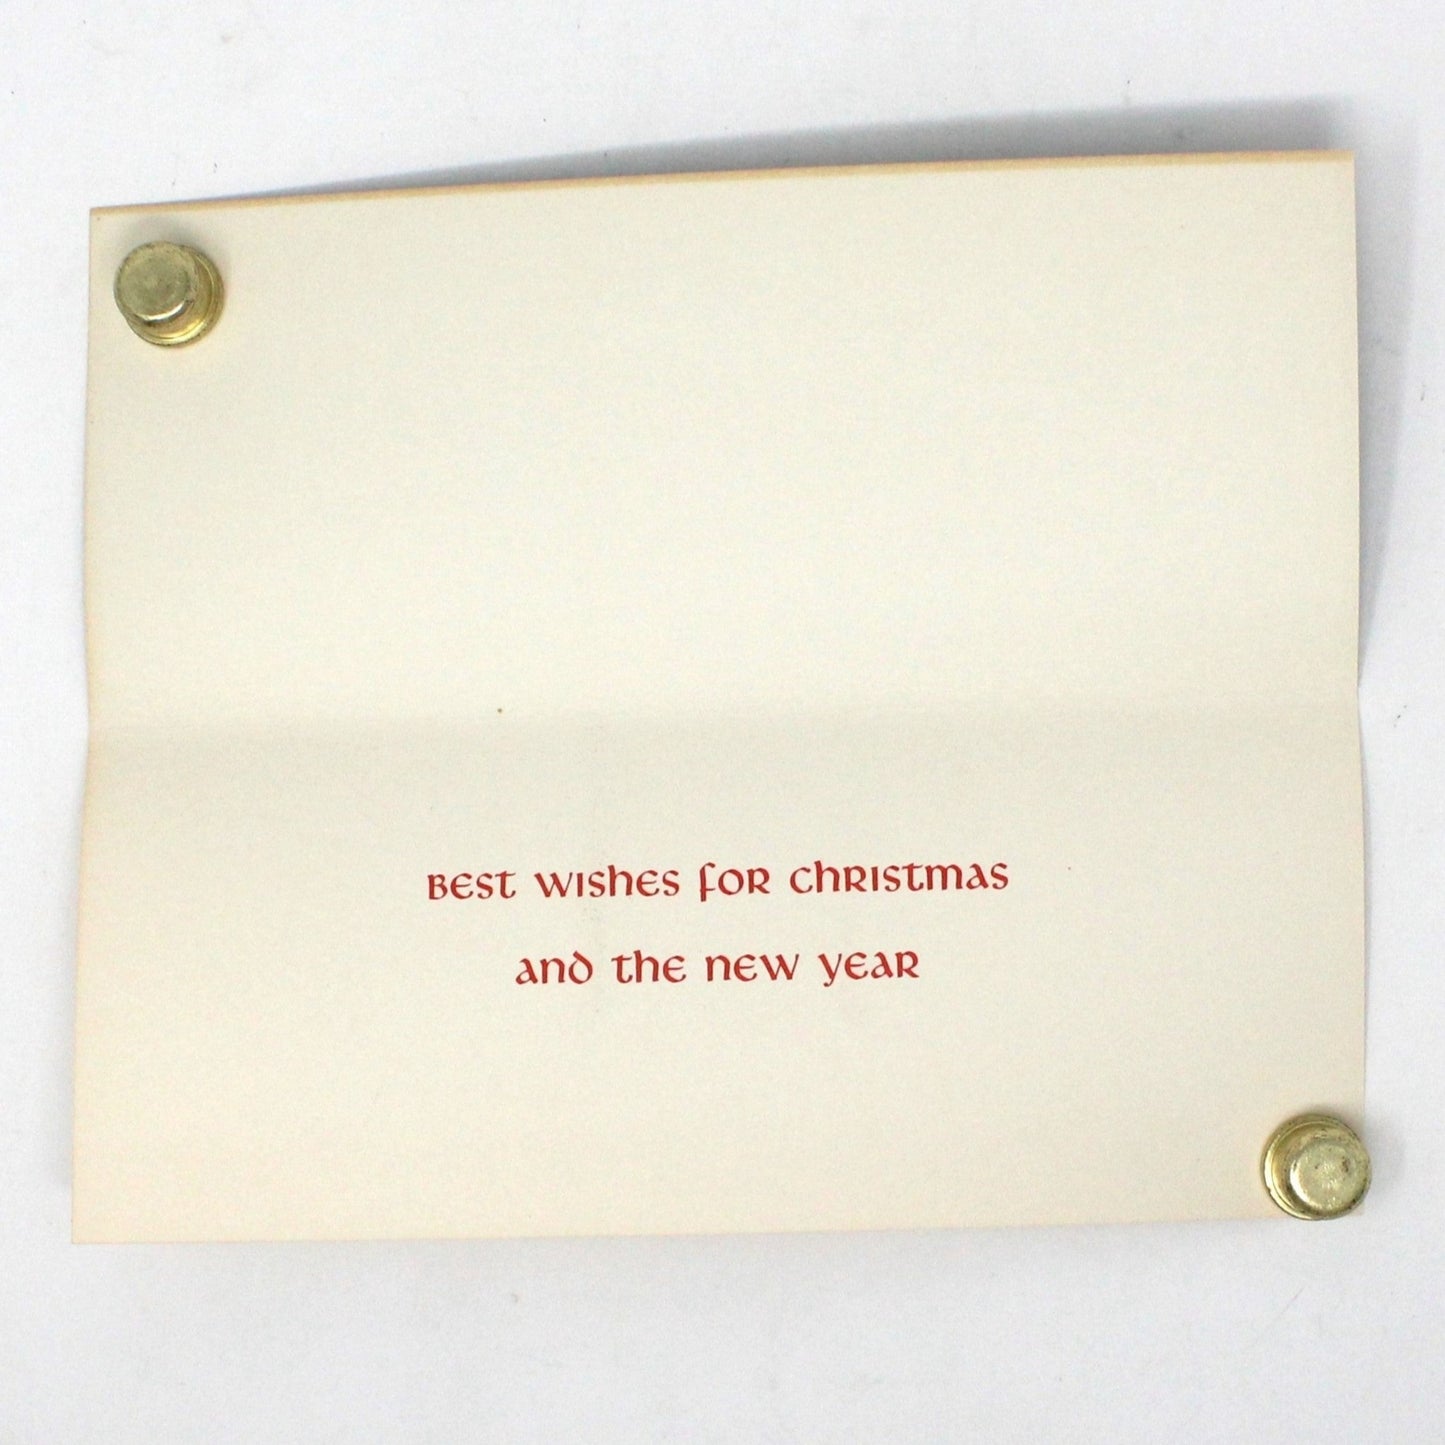 Best wishes for Christmas
and the New Year